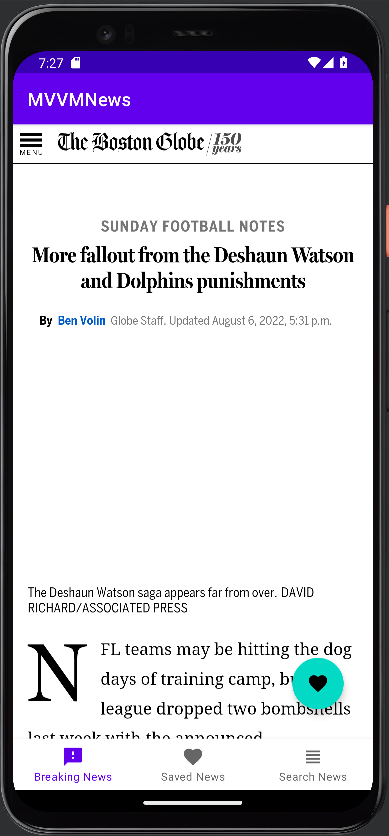 7:27
MVVMNews
MENU
The Boston Globe 150 years
SUNDAY FOOTBALL NOTES
More fallout from the Deshaun Watson
and Dolphins punishments
By Ben Volin Globe Staff, Updated August 6, 2022, 5:31 p.m.
The Deshaun Watson saga appears far from over. DAVID
RICHARD/ASSOCIATED PRESS
NFL teams may be hitting the dog
days of training camp,
league dropped two bombshells
last week with the announced
Breaking News Saved News Search News